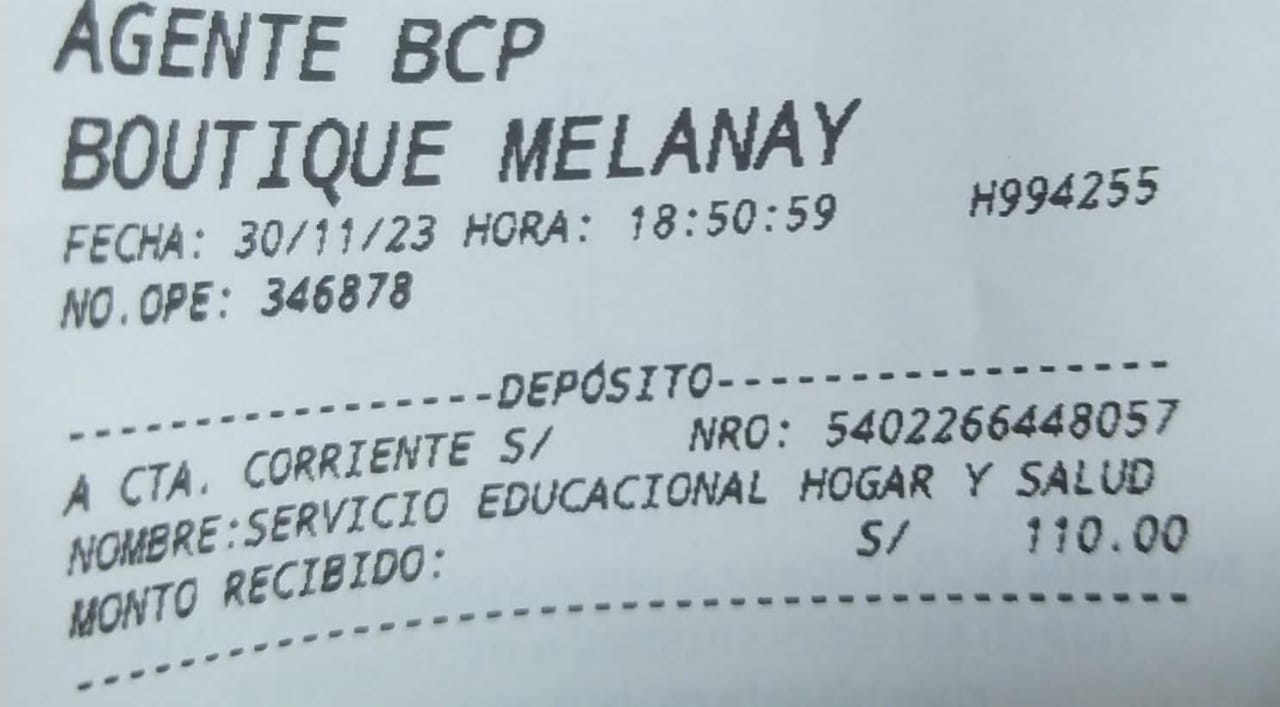 AGENTE BCP
BOUTIQUE MELANAY
FECHA: 30/11/23 HORA: 18:50:59 H994255
NO.OPE: 346878
----------------DEPÓSITO-----------------
A CTA. CORRIENTE S/ NRO: 5402266448057
NOMBRE:SERVICIO EDUCACIONAL HOGAR Y SALUD
MONTO RECIBIDO: S/ 110.00
-----------------------------------------